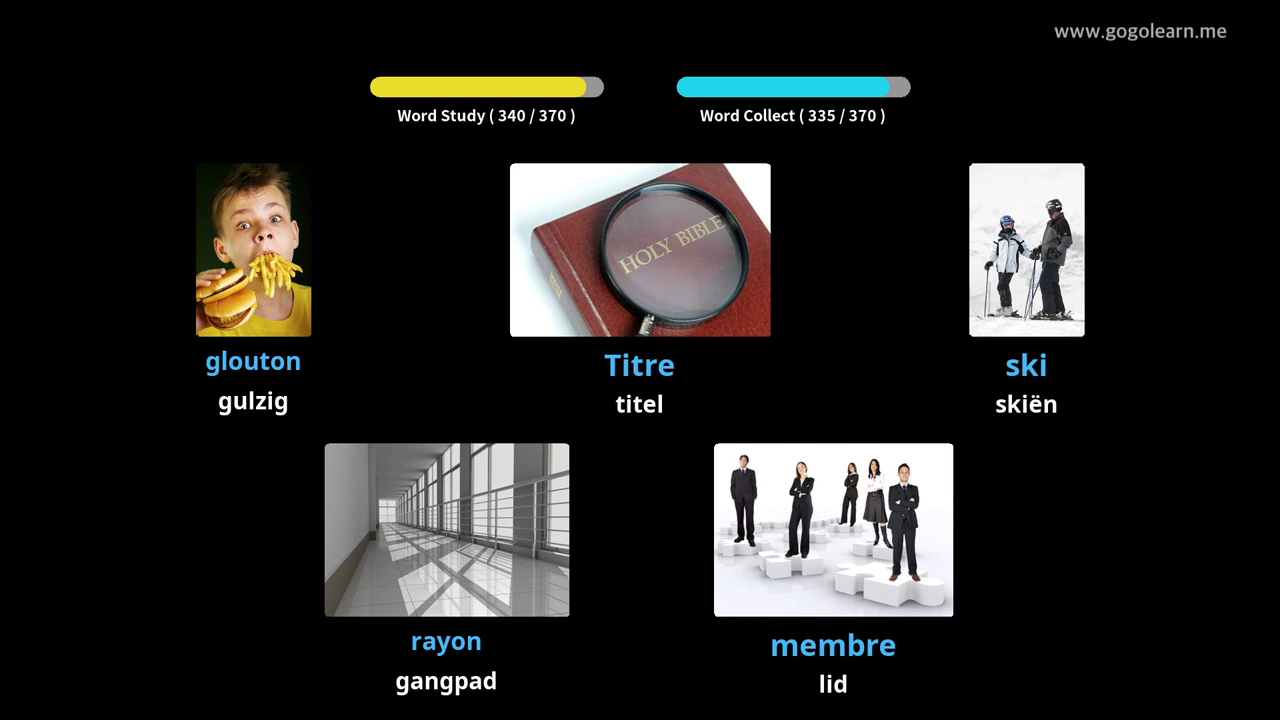 www.gogolearn.me
Word Study ( 340 / 370 )
Word Collect ( 335 / 370 )
HOLY BIBLE
glouton
gulzig
Titre
titel
ski
skiën
rayon
gangpad
membre
lid